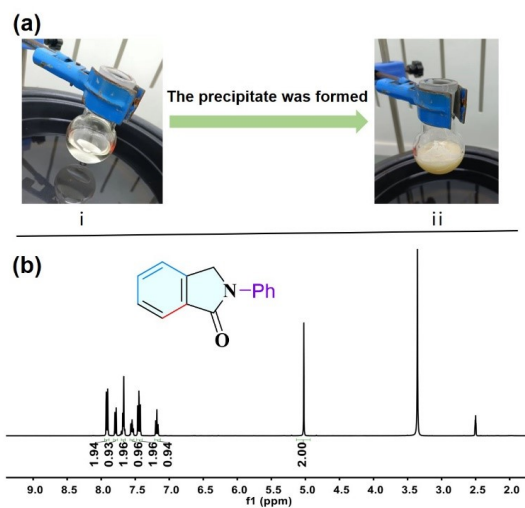 (a)
The precipitate was formed
i
ii
(b)
N
Ph
O
1.94
0.93
1.96
0.96
1.96
0.94
2.00
9.0 8.5 8.0 7.5 7.0 6.5 6.0 5.5 5.0 4.5 4.0 3.5 3.0 2.5 2.0
f1 (ppm)